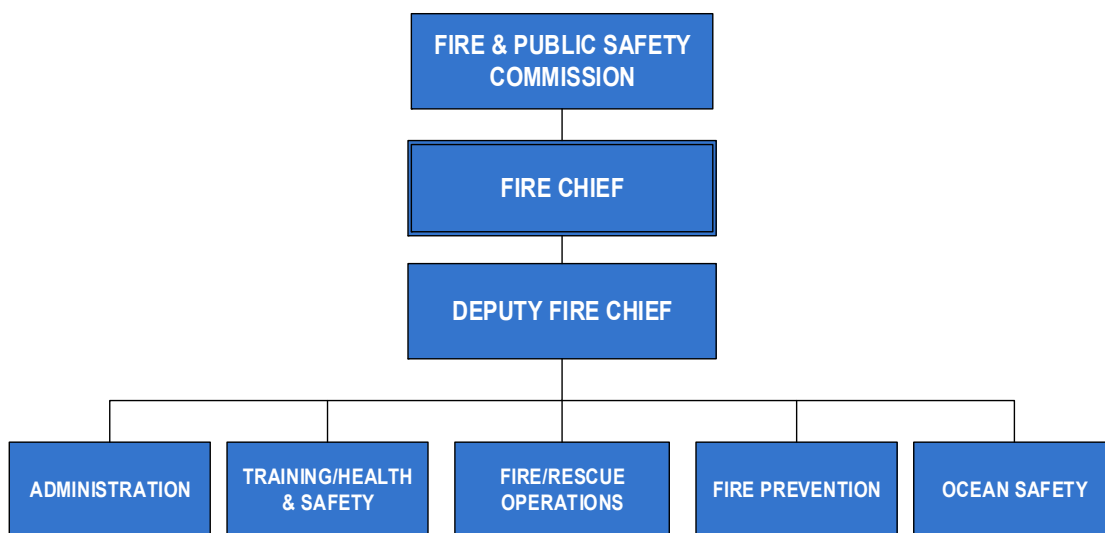 FIRE & PUBLIC SAFETY
COMMISSION
FIRE CHIEF
DEPUTY FIRE CHIEF
ADMINISTRATION
TRAINING/HEALTH
& SAFETY
FIRE/RESCUE
OPERATIONS
FIRE PREVENTION
OCEAN SAFETY